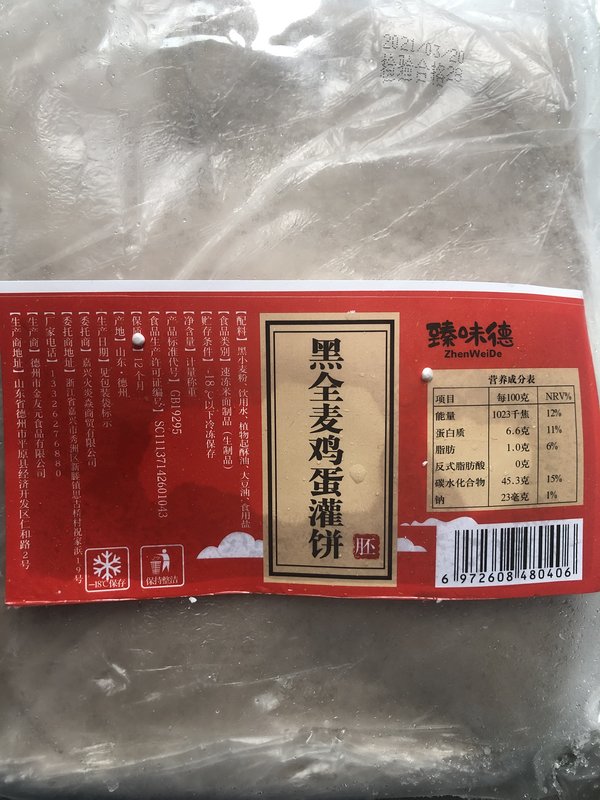 2021/03/20
检验合格28
臻味德
ZhenWeiDe
黑全麦鸡蛋灌饼
胚
营养成分表
项目 每100克 NRV%
能量 1023千焦 12%
蛋白质 6.6克 11%
脂肪 1.0克 6%
反式脂肪酸 0克
碳水化合物 45.3克 15%
钠 23毫克 1%
6 972608 480406
【配料】黑小麦粉、饮用水、植物起酥油、大豆油、食用盐
【食品类别】速冻米面制品（生制品）
【贮存条件】-18℃以下冷冻保存
【净含量】计量称重
【产品标准代号】GB19295
【食品生产许可证编号】SC11137142601043
【保质期】12个月
【产地】山东·德州
【生产日期】见包装袋标示
【委托商】嘉兴火炎焱商贸有限公司
【委托商地址】浙江省嘉兴市秀洲区新塍镇思古桥村祝家浜19号
【厂家电话】13326276880
【生产商】德州市金友元食品有限公司
【生产商地址】山东省德州市平原县经济开发区仁和路2号
-18℃保存
保持整洁